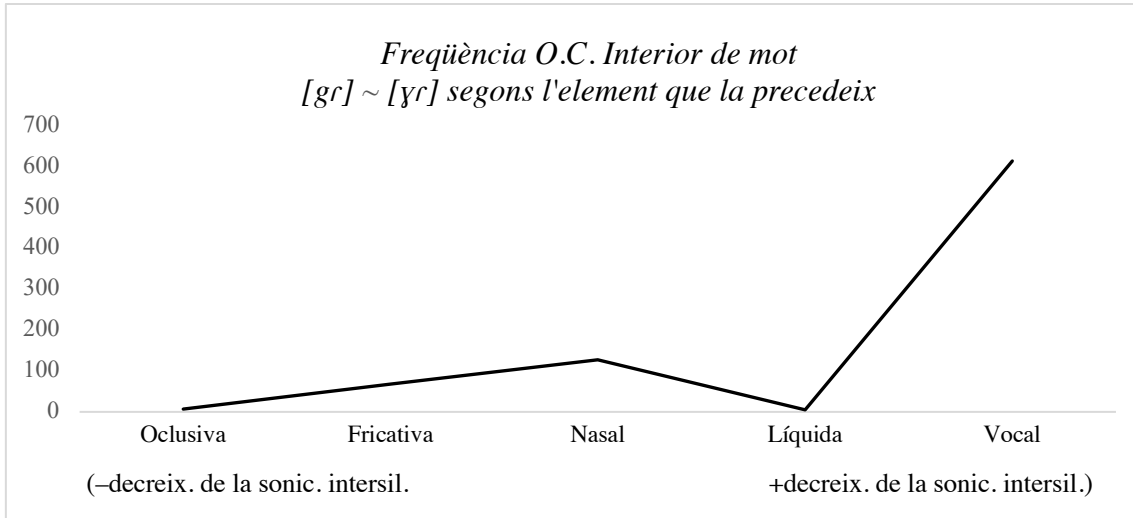 Freqüència O.C. Interior de mot
[gɾ] ~ [ɣɾ] segons l'element que la precedeix
700
600
500
400
300
200
100
0
Oclusiva Fricativa Nasal Líquida Vocal
(–decreix. de la sonic. intersil. +decreix. de la sonic. intersil.)